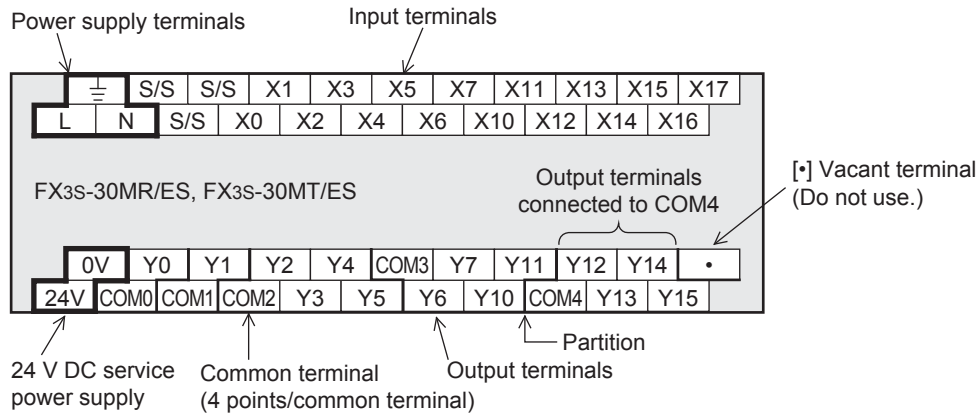 Power supply terminals
Input terminals
⏚ S/S S/S X1 X3 X5 X7 X11 X13 X15 X17
L N S/S X0 X2 X4 X6 X10 X12 X14 X16
FX3S-30MR/ES, FX3S-30MT/ES
Output terminals
connected to COM4
[•] Vacant terminal
(Do not use.)
0V Y0 Y1 Y2 Y4 COM3 Y7 Y11 Y12 Y14 •
24V COM0 COM1 COM2 Y3 Y5 Y6 Y10 COM4 Y13 Y15
Partition
24 V DC service
power supply
Common terminal
(4 points/common terminal)
Output terminals